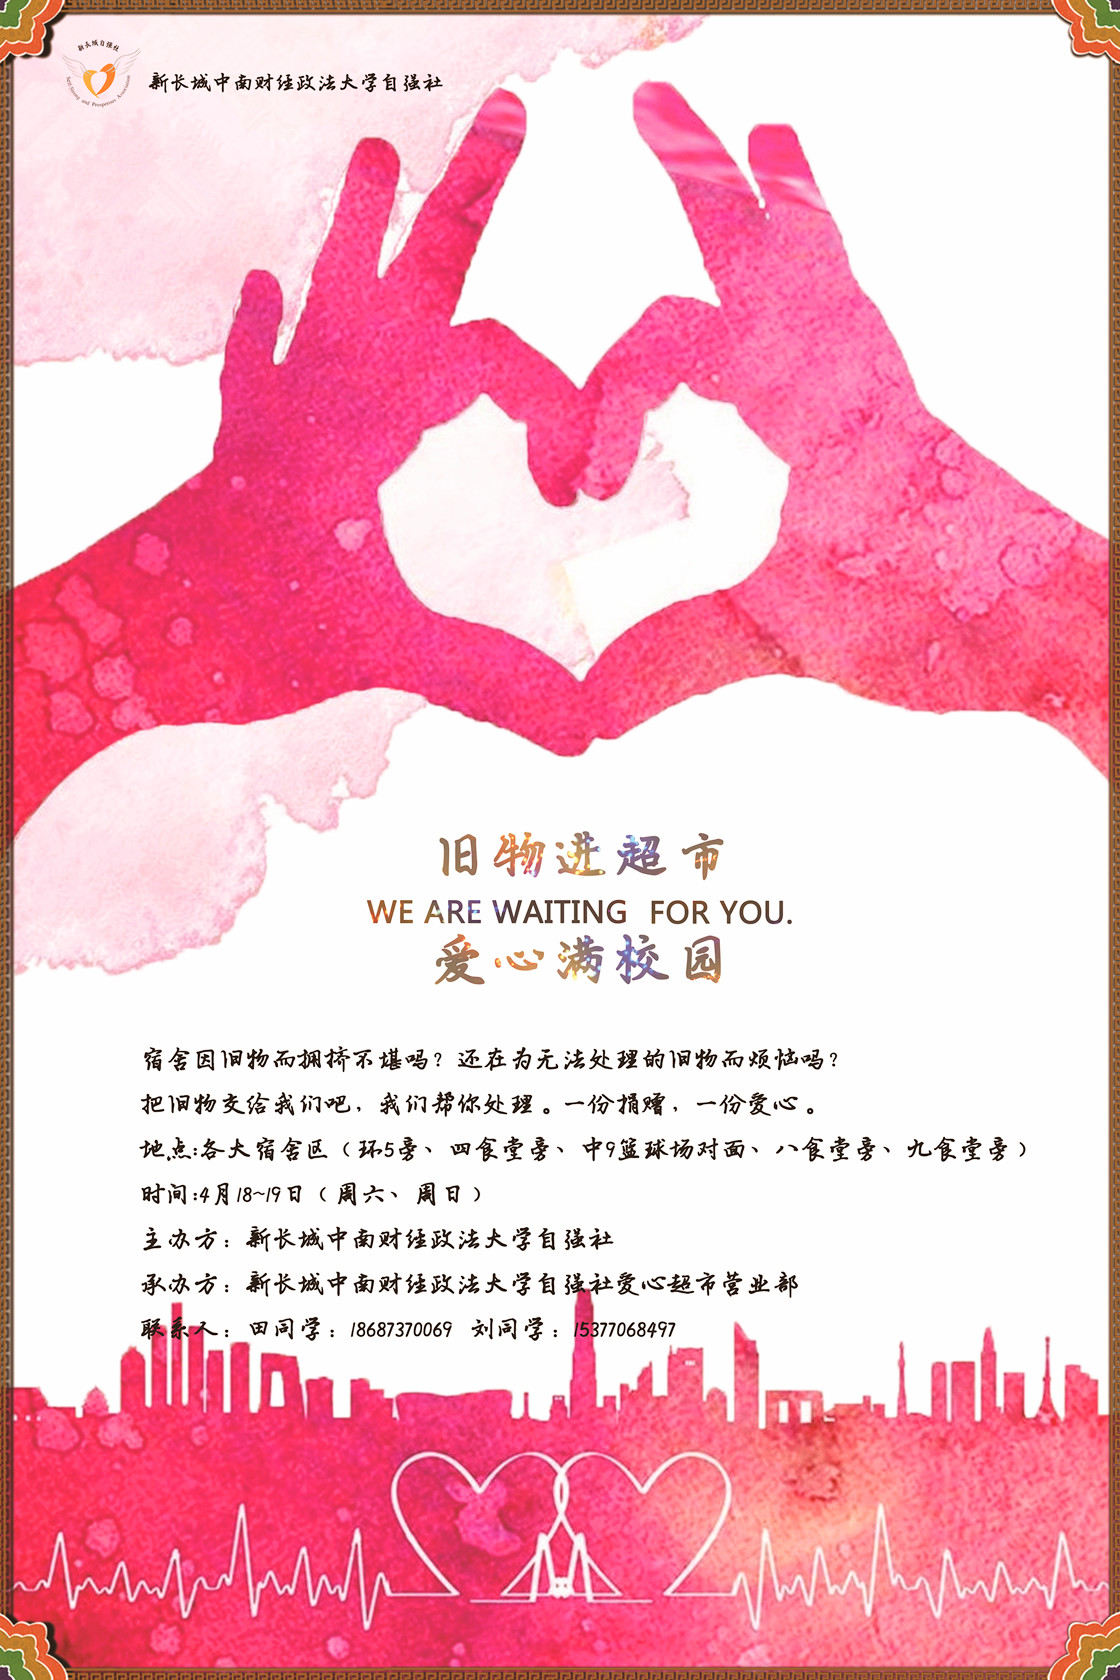 新长城自强社
Self-Strong and Prosperous Association
新长城中南财经政法大学自强社
旧物进超市
WE ARE WAITING FOR YOU.
爱心满校园
宿舍因旧物而拥挤不堪吗？还在为无法处理的旧物而烦恼吗？
把旧物交给我们吧，我们帮你处理。一份捐赠，一份爱心。
地点:各大宿舍区（环5旁、四食堂旁、中9篮球场对面、八食堂旁、九食堂旁）
时间:4月18~19日（周六、周日）
主办方：新长城中南财经政法大学自强社
承办方：新长城中南财经政法大学自强社爱心超市营业部
联系人：田同学：18687370069 刘同学：15377068497